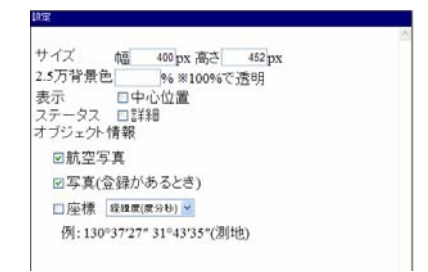 設定
サイズ 幅 400 px 高さ 452 px
2.5万背景色 % ※100%で透明
表示 中心位置
ステータス 詳細
オブジェクト情報
航空写真
写真(登録があるとき)
座標 経緯度(度分秒)
例: 130°37'27" 31°43'35"(測地)